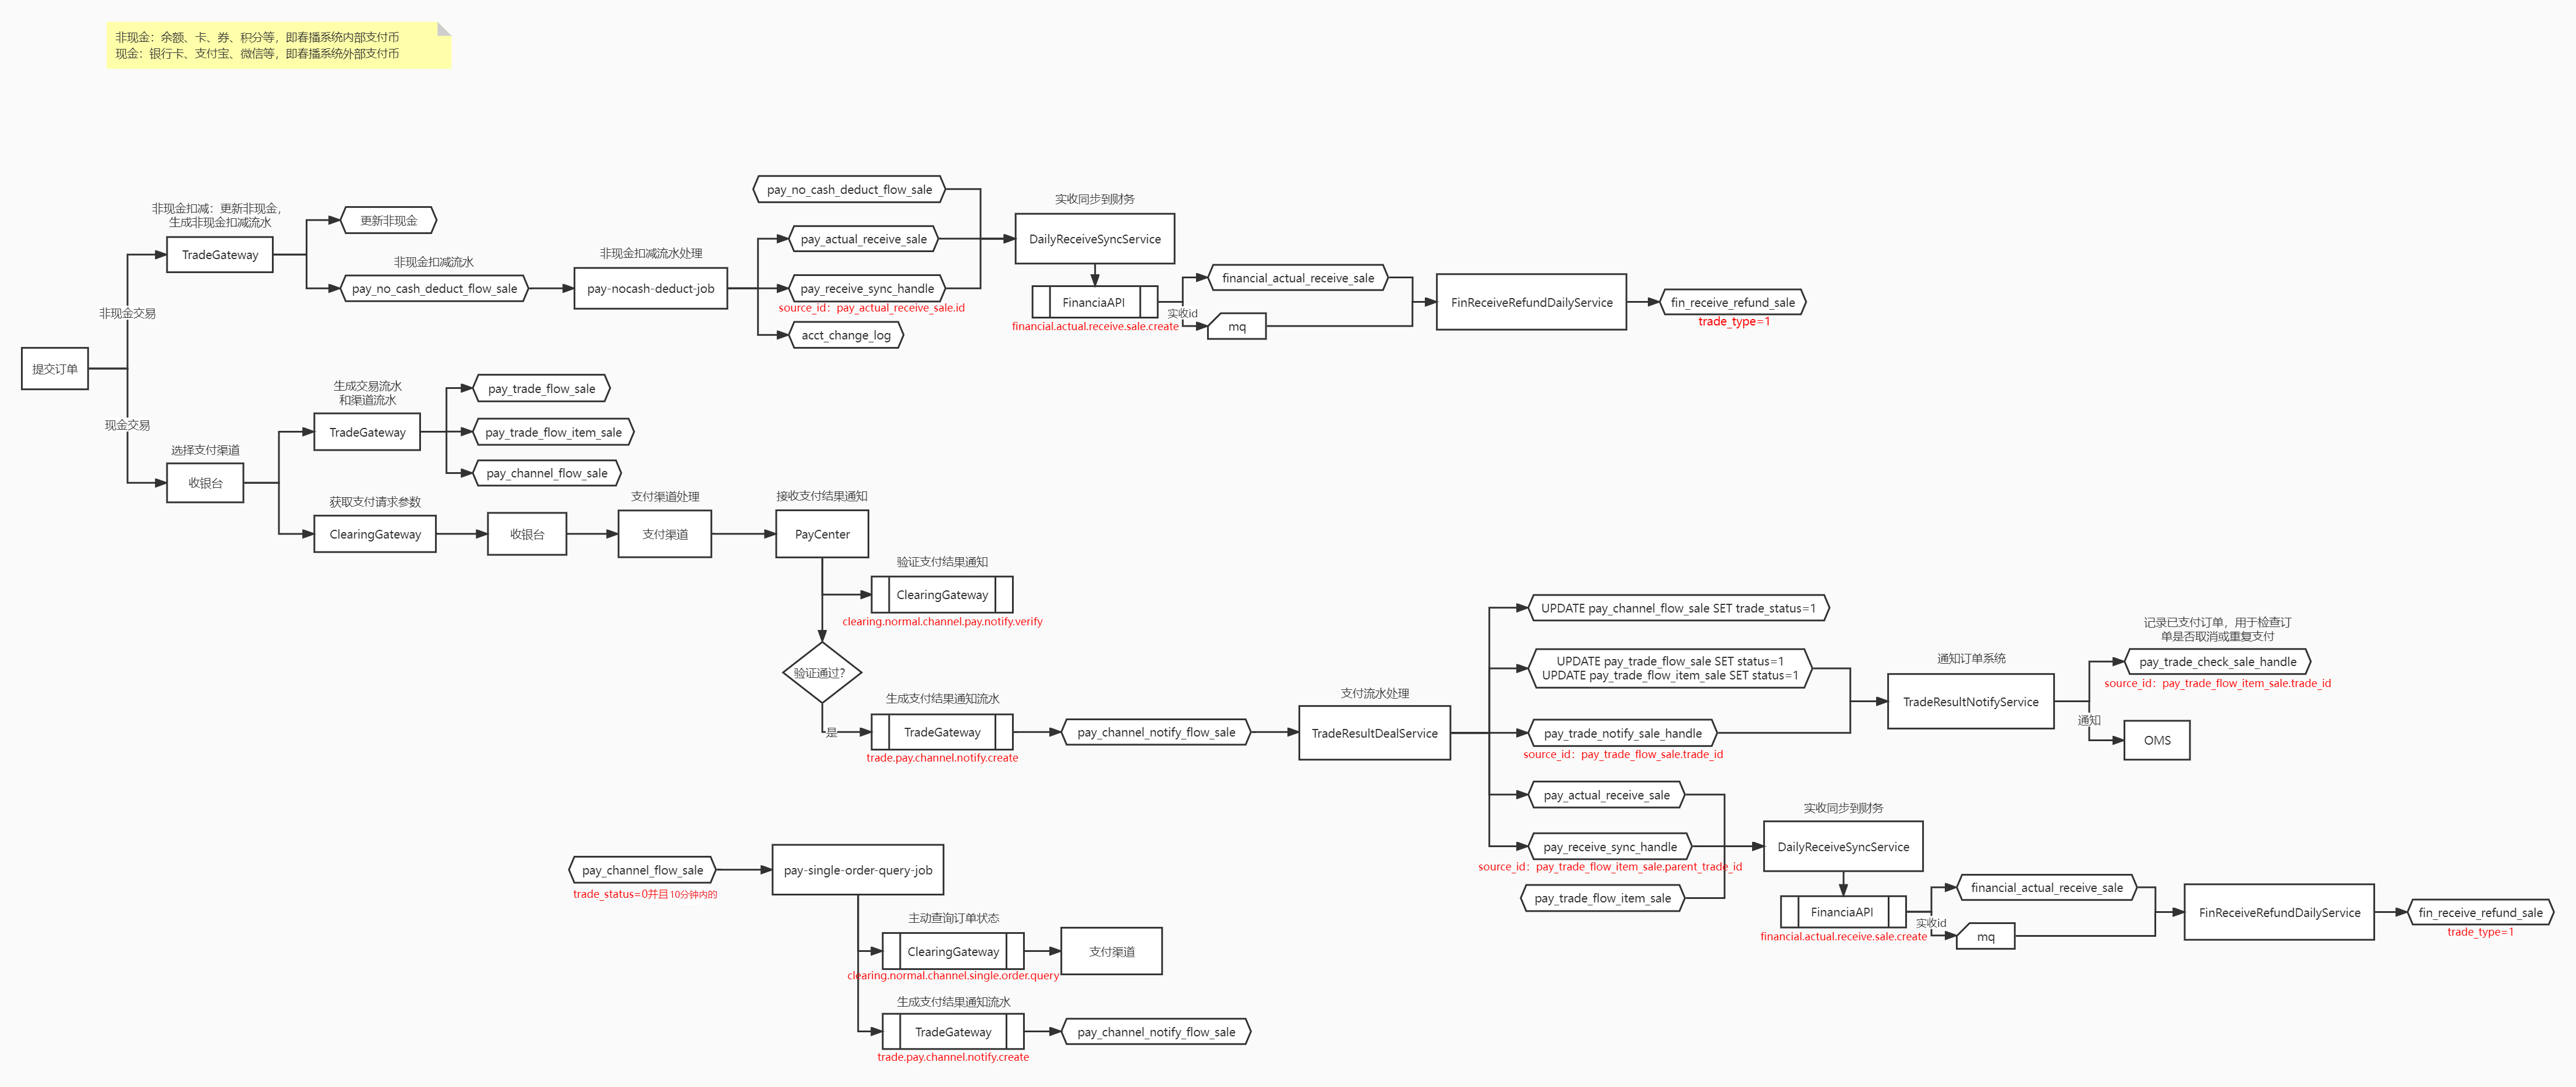 非现金：余额、卡、券、积分等，即春播系统内部支付币
现金：银行卡、支付宝、微信等，即春播系统外部支付币
提交订单
非现金交易
现金交易
非现金扣减：更新非现金，
生成非现金扣减流水
TradeGateway
更新非现金
非现金扣减流水
pay_no_cash_deduct_flow_sale
非现金扣减流水处理
pay-nocash-deduct-job
pay_no_cash_deduct_flow_sale
pay_actual_receive_sale
pay_receive_sync_handle
source_id：pay_actual_receive_sale.id
acct_change_log
实收同步到财务
DailyReceiveSyncService
FinanciaAPI
financial.actual.receive.sale.create
实收id
financial_actual_receive_sale
mq
FinReceiveRefundDailyService
fin_receive_refund_sale
trade_type=1
选择支付渠道
收银台
生成交易流水
和渠道流水
TradeGateway
pay_trade_flow_sale
pay_trade_flow_item_sale
pay_channel_flow_sale
获取支付请求参数
ClearingGateway
收银台
支付渠道处理
支付渠道
接收支付结果通知
PayCenter
验证支付结果通知
ClearingGateway
clearing.normal.channel.pay.notify.verify
验证通过？
是
生成支付结果通知流水
TradeGateway
trade.pay.channel.notify.create
pay_channel_notify_flow_sale
支付流水处理
TradeResultDealService
UPDATE pay_channel_flow_sale SET trade_status=1
UPDATE pay_trade_flow_sale SET status=1
UPDATE pay_trade_flow_item_sale SET status=1
pay_trade_notify_sale_handle
source_id：pay_trade_flow_sale.trade_id
通知订单系统
TradeResultNotifyService
记录已支付订单，用于检查订
单是否取消或重复支付
pay_trade_check_sale_handle
source_id：pay_trade_flow_item_sale.trade_id
通知
OMS
pay_actual_receive_sale
pay_receive_sync_handle
source_id：pay_trade_flow_item_sale.parent_trade_id
pay_trade_flow_item_sale
实收同步到财务
DailyReceiveSyncService
FinanciaAPI
financial.actual.receive.sale.create
实收id
financial_actual_receive_sale
mq
FinReceiveRefundDailyService
fin_receive_refund_sale
trade_type=1
pay_channel_flow_sale
trade_status=0并且10分钟内的
pay-single-order-query-job
主动查询订单状态
ClearingGateway
clearing.normal.channel.single.order.query
支付渠道
生成支付结果通知流水
TradeGateway
trade.pay.channel.notify.create
pay_channel_notify_flow_sale